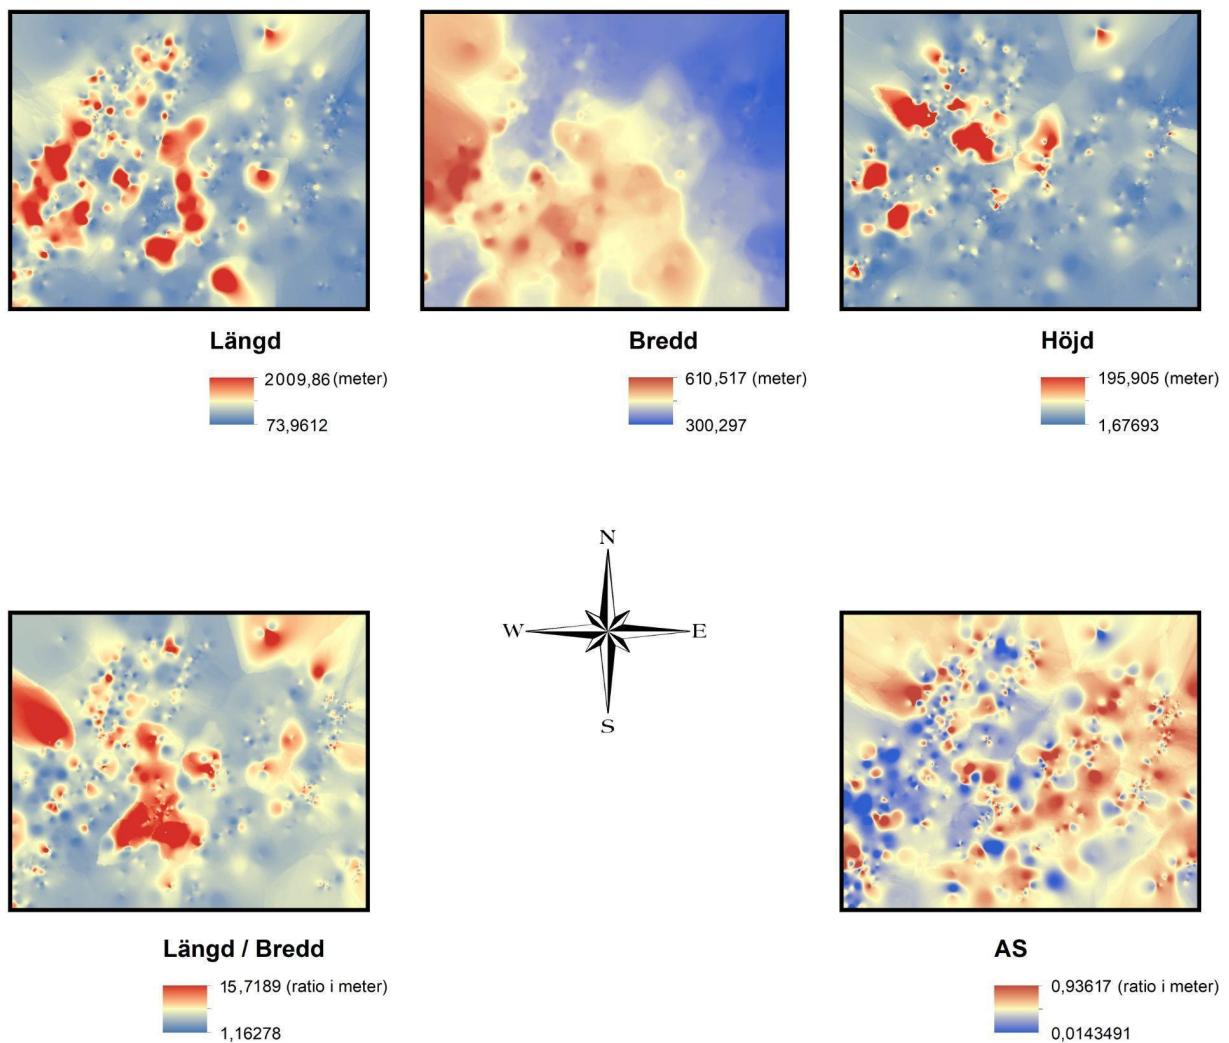 Längd
2009,86 (meter)
73,9612
Bredd
610,517 (meter)
300,297
Höjd
195,905 (meter)
1,67693
N
W E
S
Längd / Bredd
15,7189 (ratio i meter)
1,16278
AS
0,93617 (ratio i meter)
0,0143491